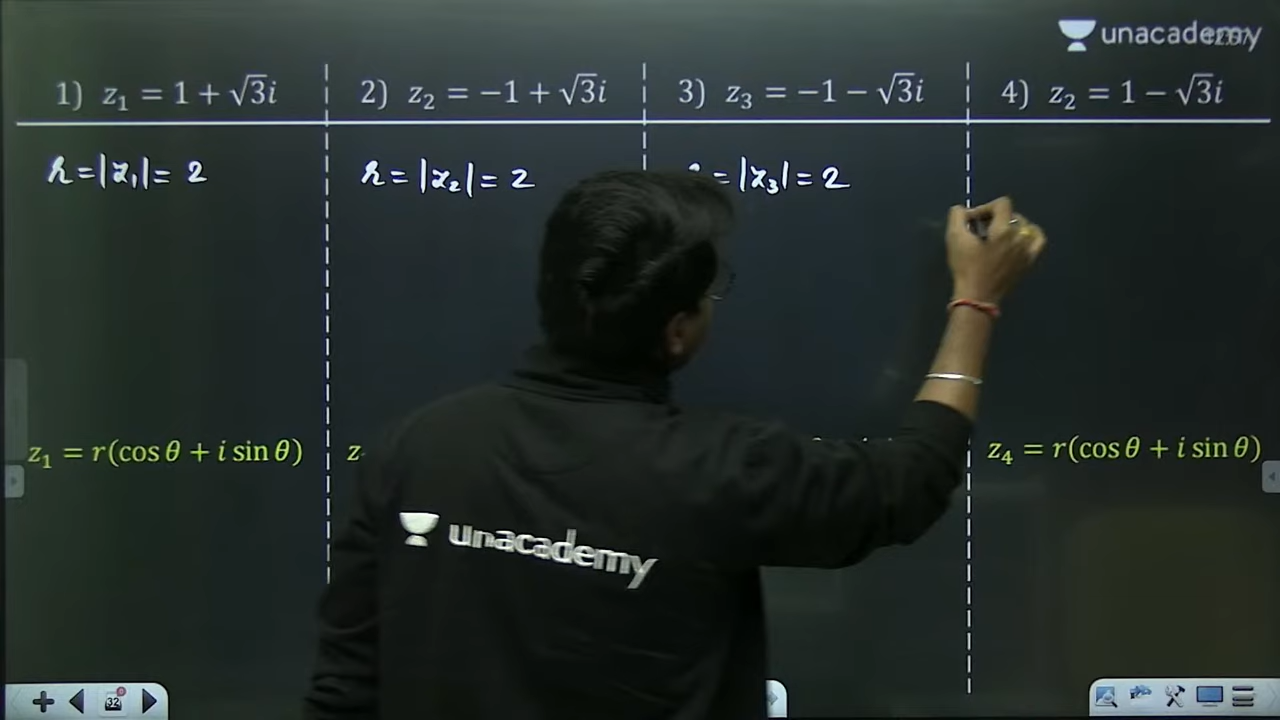 unacademy
1) z₁ = 1 + √3i
2) z₂ = −1 + √3i
3) z₃ = −1 − √3i
4) z₂ = 1 − √3i
r = |z₁| = 2
r = |z₂| = 2
= |z₃| = 2
z₁ = r(cos θ + i sin θ)
z
z₄ = r(cos θ + i sin θ)
unacademy
32